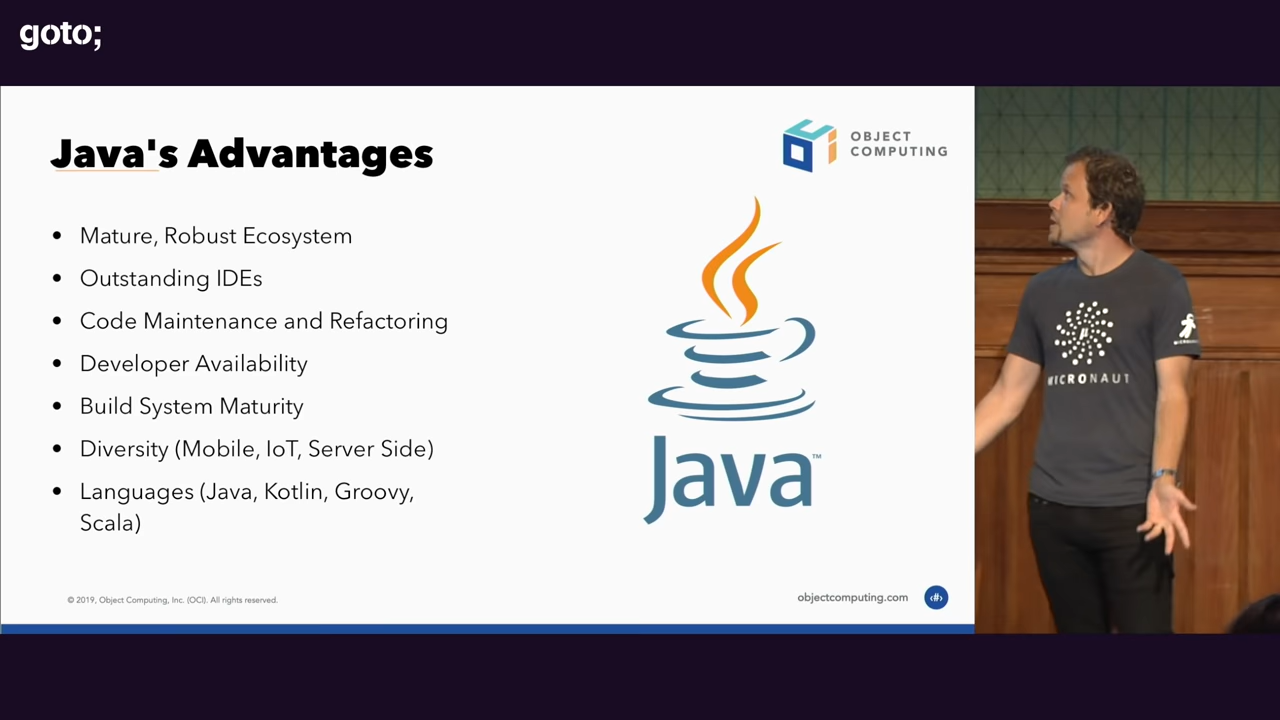 goto;
Java's Advantages
OBJECT
COMPUTING
• Mature, Robust Ecosystem
• Outstanding IDEs
• Code Maintenance and Refactoring
• Developer Availability
• Build System Maturity
• Diversity (Mobile, IoT, Server Side)
• Languages (Java, Kotlin, Groovy,
Scala)
Java™
© 2019, Object Computing, Inc. (OCI). All rights reserved.
objectcomputing.com
‹#›
µ
MICRONAUT